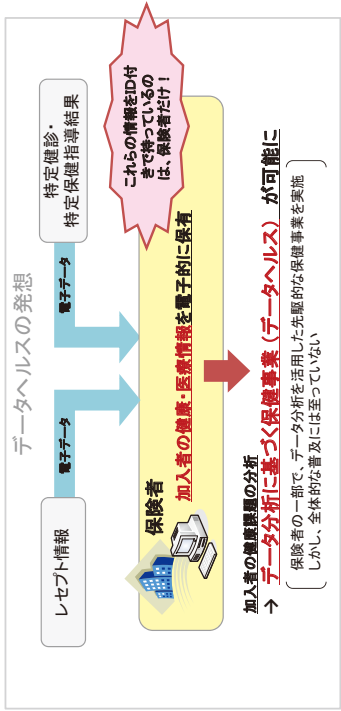 データヘルスの発想
レセプト情報
特定健診・
特定保健指導結果
電子データ
電子データ
保険者
加入者の健康・医療情報を電子的に保有
これらの情報をID付
きで持っているの
は、保険者だけ！
加入者の健康課題の分析
→ データ分析に基づく保健事業（データヘルス）が可能に
保険者の一部で、データ分析を活用した先駆的な保健事業を実施
しかし、全体的な普及には至っていない